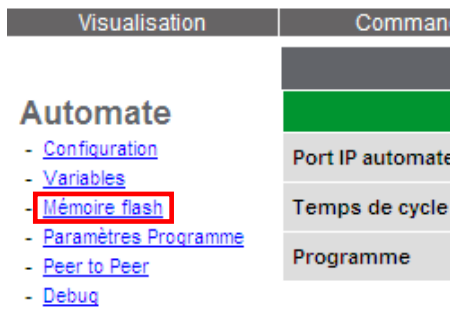 Visualisation
Comman
Automate
- Configuration
- Variables
- Mémoire flash
- Paramètres Programme
- Peer to Peer
- Debug
Port IP automate
Temps de cycle
Programme